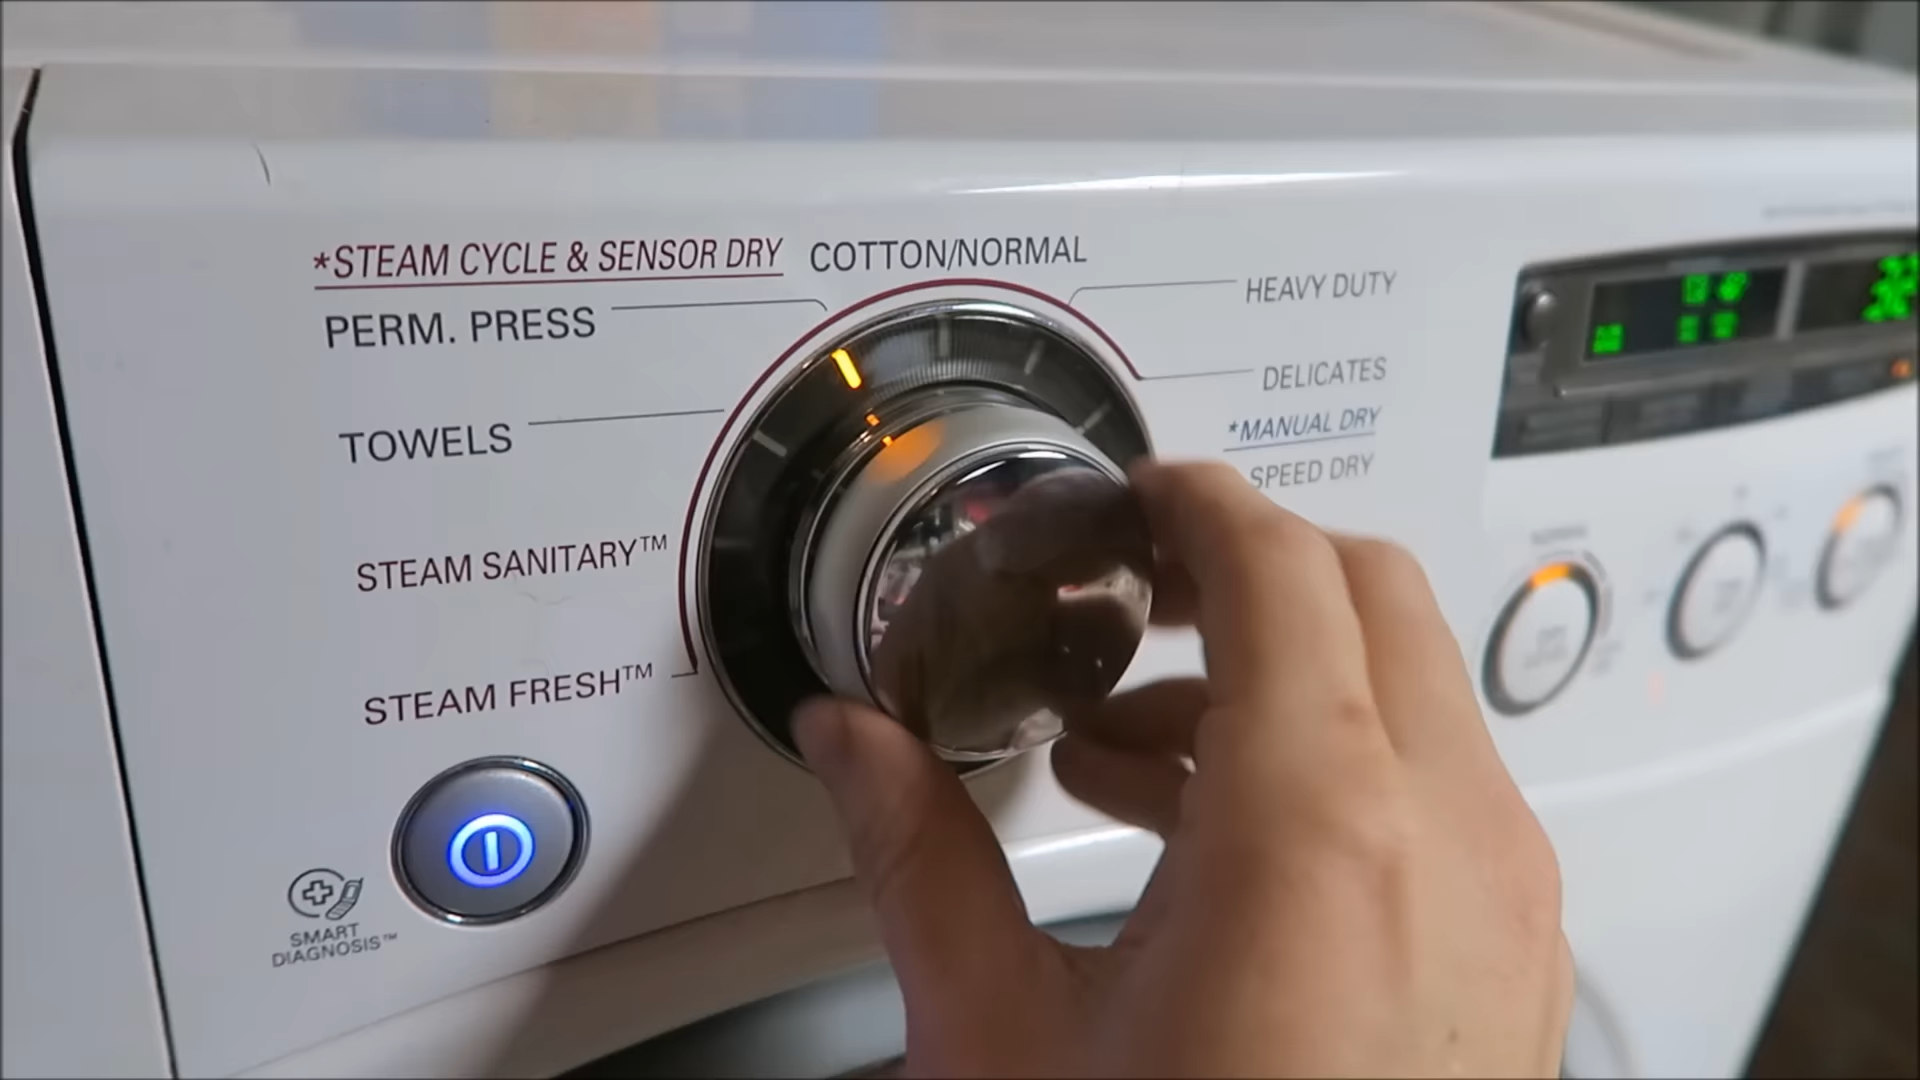 *STEAM CYCLE & SENSOR DRY
COTTON/NORMAL
PERM. PRESS
HEAVY DUTY
TOWELS
DELICATES
*MANUAL DRY
SPEED DRY
STEAM SANITARY™
STEAM FRESH™
SMART
DIAGNOSIS™